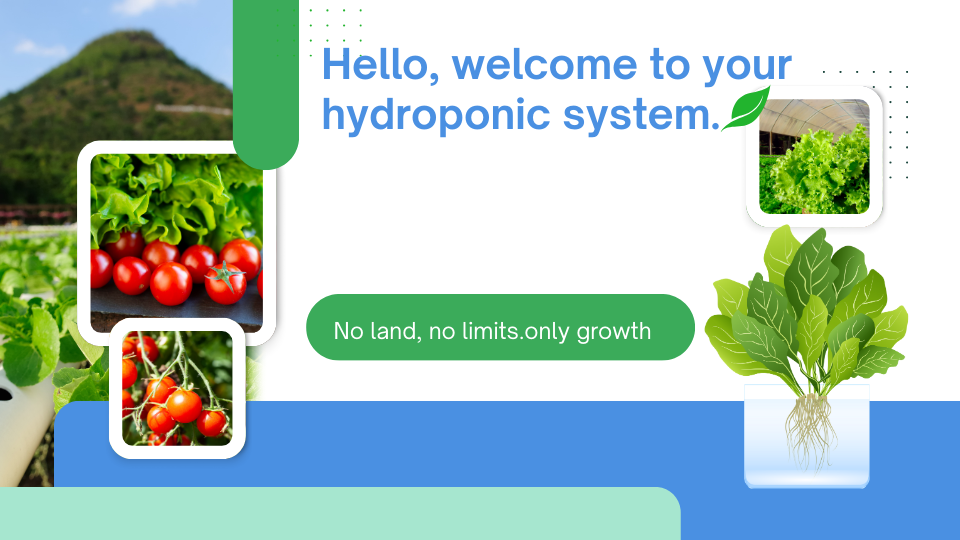 Hello, welcome to your
hydroponic system.
No land, no limits.only growth